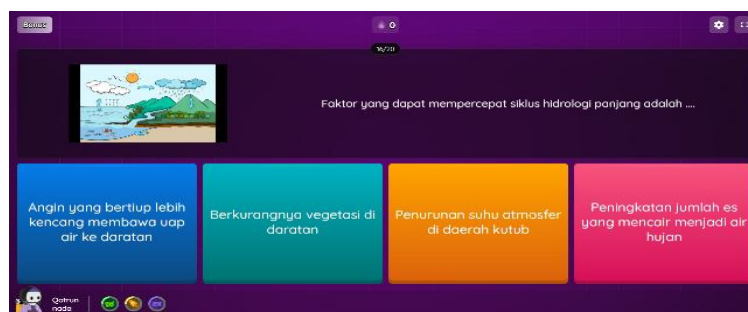 Bonus
0
16/20
Faktor yang dapat mempercepat siklus hidrologi panjang adalah ....
Angin yang bertiup lebih
kencang membawa uap
air ke daratan
Berkurangnya vegetasi di
daratan
Penurunan suhu atmosfer
di daerah kutub
Peningkatan jumlah es
yang mencair menjadi air
hujan
Qatrun
nada